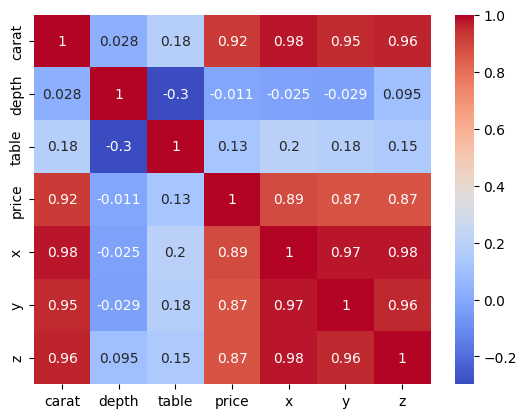 carat 1 0.028 0.18 0.92 0.98 0.95 0.96
depth 0.028 1 -0.3 -0.011 -0.025 -0.029 0.095
table 0.18 -0.3 1 0.13 0.2 0.18 0.15
price 0.92 -0.011 0.13 1 0.89 0.87 0.87
x 0.98 -0.025 0.2 0.89 1 0.97 0.98
y 0.95 -0.029 0.18 0.87 0.97 1 0.96
z 0.96 0.095 0.15 0.87 0.98 0.96 1
carat depth table price x y z
1.0
0.8
0.6
0.4
0.2
0.0
−0.2